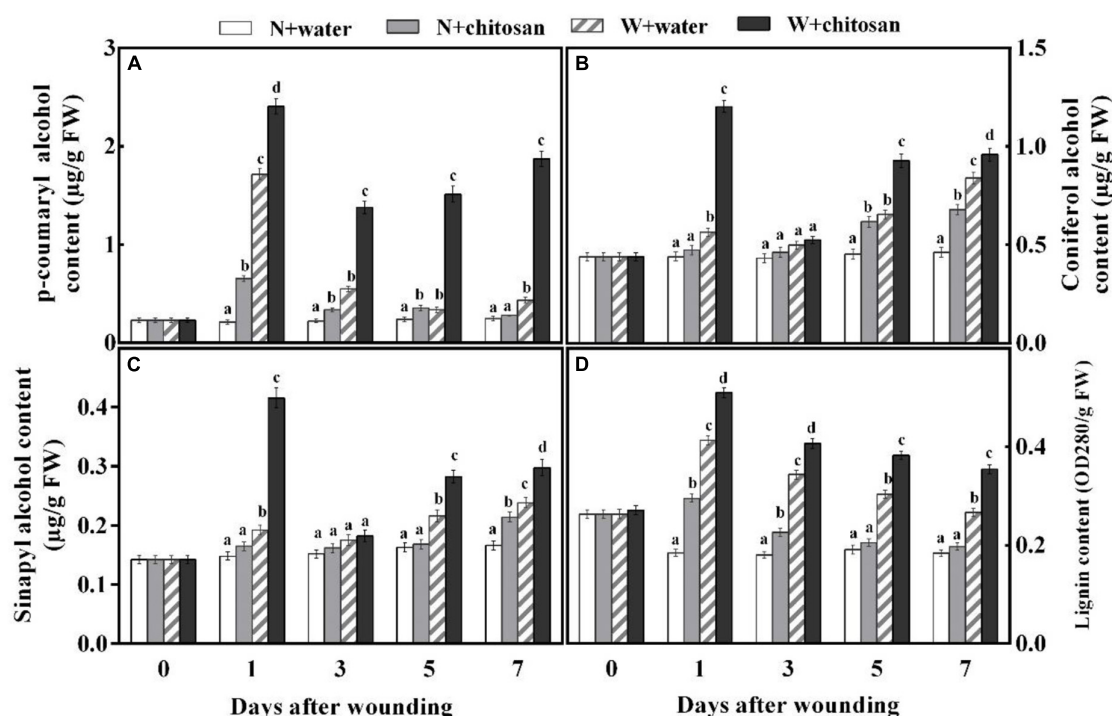 N+water N+chitosan W+water W+chitosan
A
p-coumaryl alcohol
content (µg/g FW)
3
2
1
0
a b c d
a b b c
a b b c
a a b c
B
Coniferol alcohol
content (µg/g FW)
1.5
1.0
0.5
0.0
a a b c
a a a a
a b b c
a b c d
C
Sinapyl alcohol content
(µg/g FW)
0.4
0.3
0.2
0.1
0.0
a a b c
a a a a
a a b c
a b c d
D
Lignin content (OD280/g FW)
0.4
0.2
0.0
a b c d
a b c d
a a b c
a a b c
0 1 3 5 7
0 1 3 5 7
Days after wounding
Days after wounding